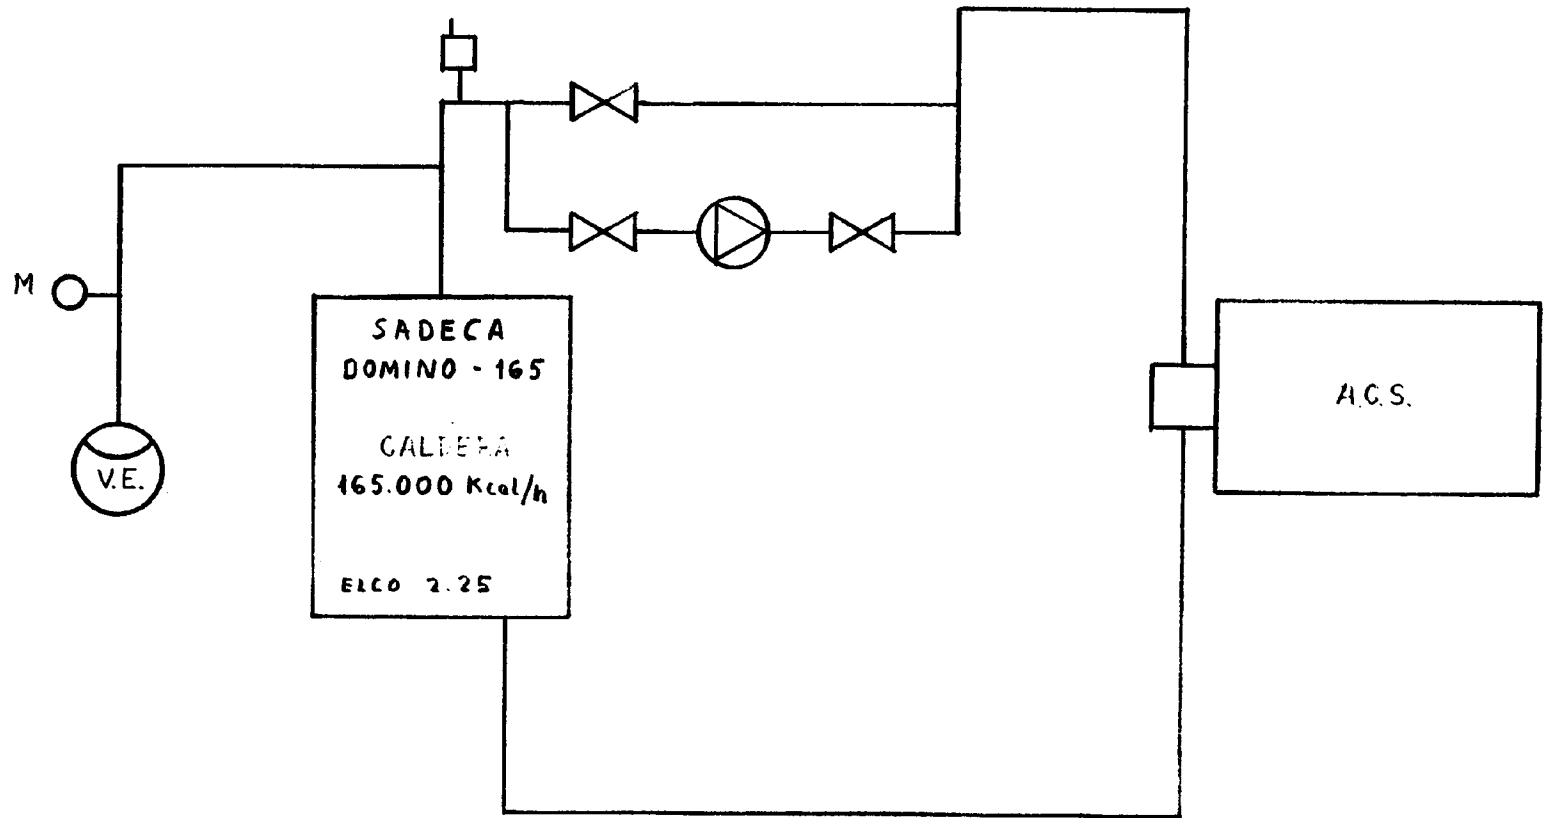 M
V.E.
SADECA
DOMINO - 165
CALDERA
165.000 Kcal/h
ELCO 2.25
A.C.S.